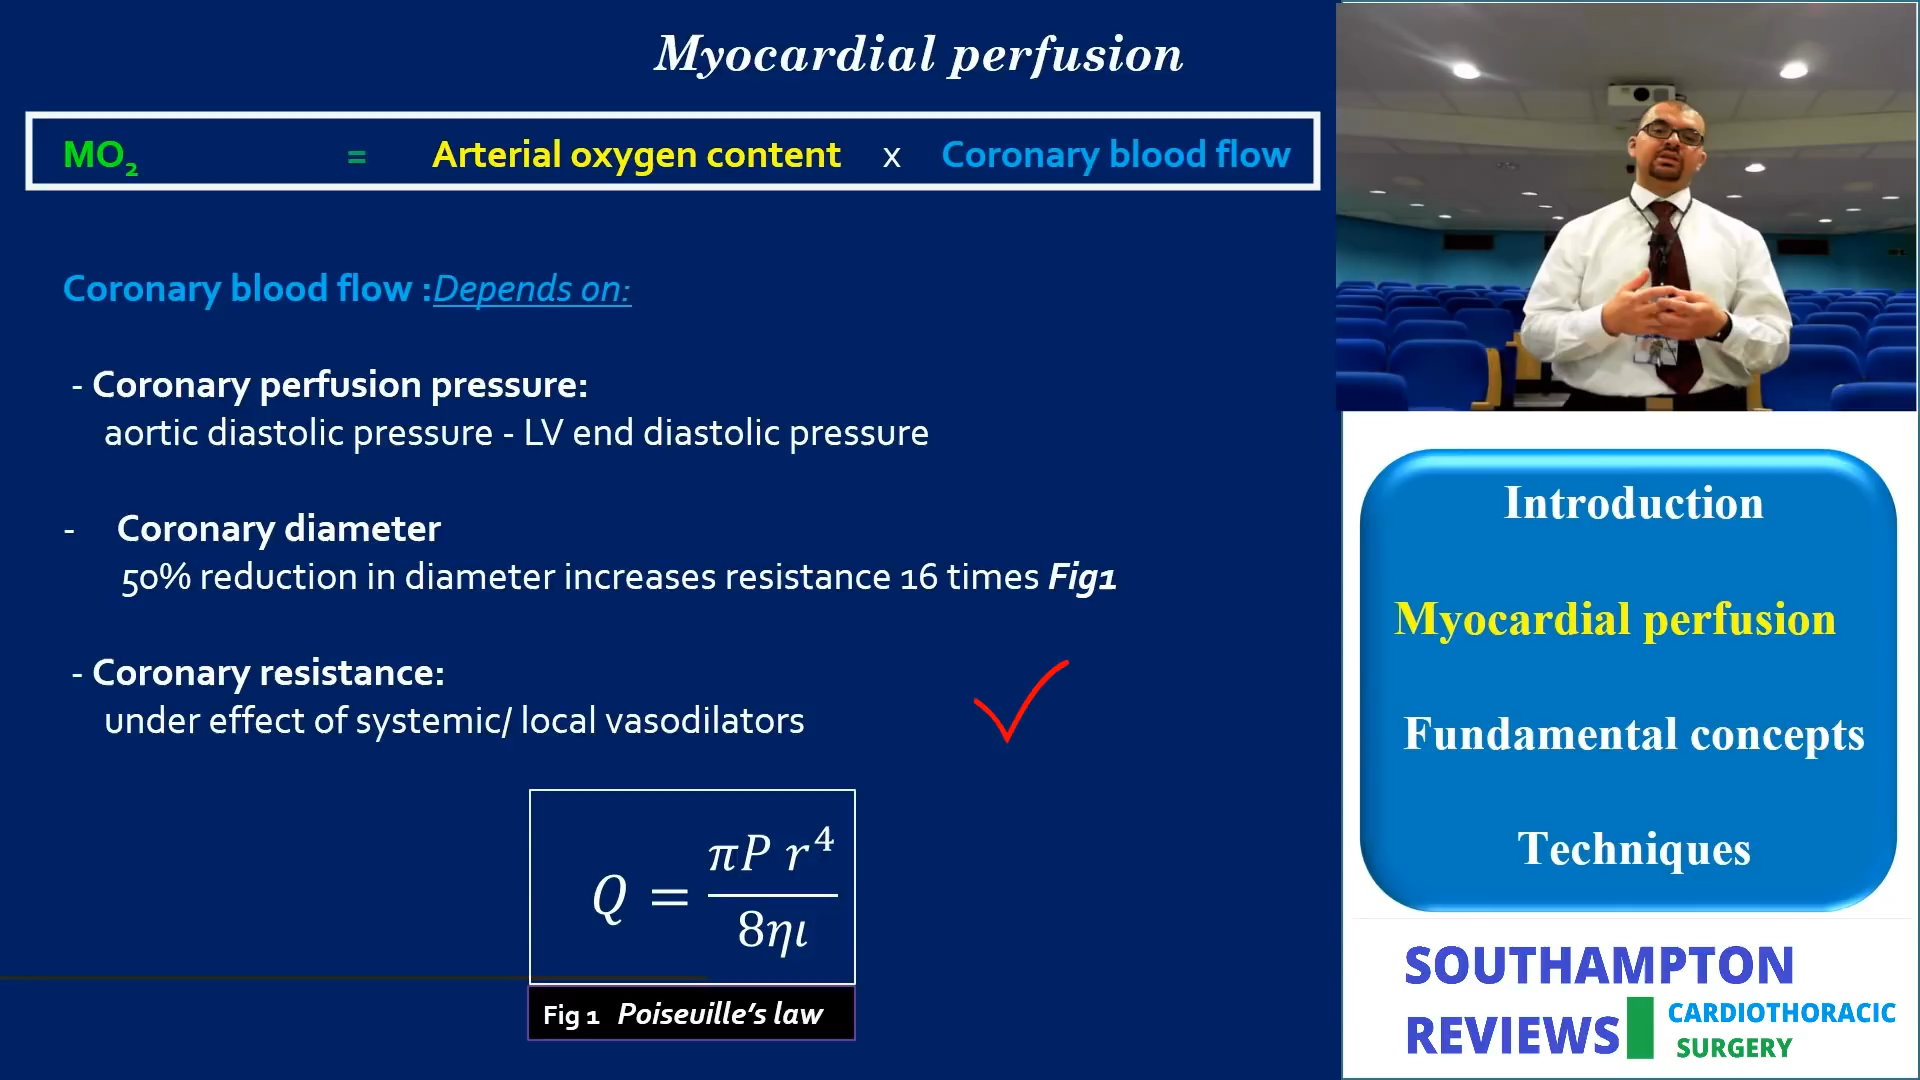 Myocardial perfusion
MO₂ = Arterial oxygen content x Coronary blood flow
Coronary blood flow :Depends on:
- Coronary perfusion pressure:
aortic diastolic pressure - LV end diastolic pressure
- Coronary diameter
50% reduction in diameter increases resistance 16 times Fig1
- Coronary resistance:
under effect of systemic/ local vasodilators
Q = πP r⁴ / 8ηι
Fig 1 Poiseville's law
Introduction
Myocardial perfusion
Fundamental concepts
Techniques
SOUTHAMPTON
REVIEWS CARDIOTHORACIC
SURGERY